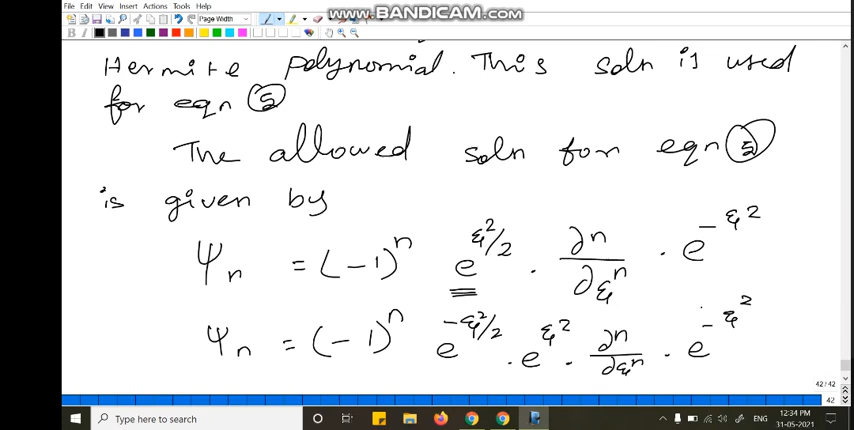 www.BANDICAM.com
File Edit View Insert Actions Tools Help
Page Width
B I
Hermite polynomial. This soln is used
for eqn ⑤
The allowed soln for eqn ⑤
is given by
ψn = (-1)^n e^{ξ²/2} · ∂n/∂ξ^n · e^{-ξ²}
ψn = (-1)^n e^{-ξ²/2} · e^{ξ²} · ∂n/∂ξ^n · e^{-ξ²}
42 / 42
42
Type here to search
ENG
12:34 PM
31-05-2021